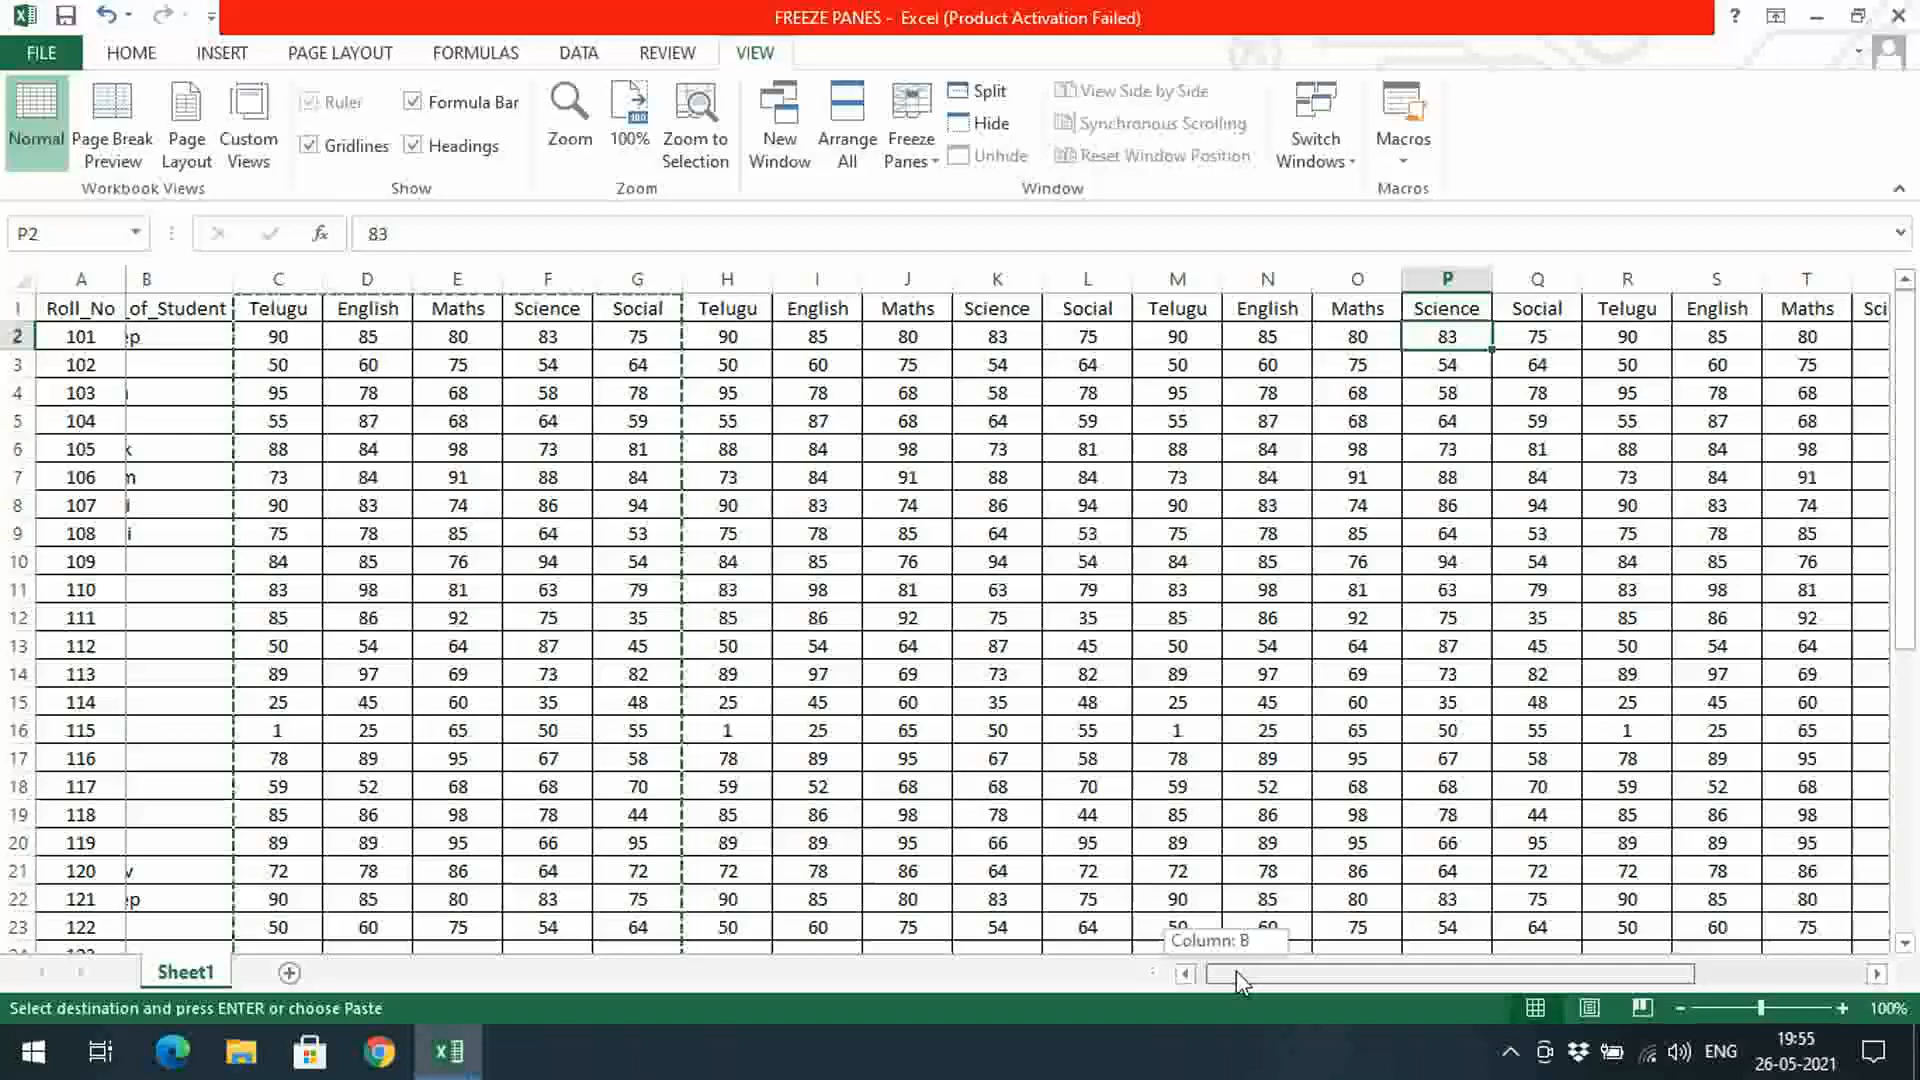 FREEZE PANES - Excel (Product Activation Failed)
FILE HOME INSERT PAGE LAYOUT FORMULAS DATA REVIEW VIEW
Normal
Page Break Preview
Page Layout
Custom Views
Workbook Views
Ruler
Formula Bar
Gridlines
Headings
Show
Zoom
100%
Zoom to Selection
Zoom
New Window
Arrange All
Freeze Panes
Split
Hide
Unhide
View Side by Side
Synchronous Scrolling
Reset Window Position
Switch Windows
Window
Macros
Macros
P2 fx 83
A B C D E F G H I J K L M N O P Q R S T
1 Roll_No _of_Student Telugu English Maths Science Social Telugu English Maths Science Social Telugu English Maths Science Social Telugu English Maths Sci
2 101 ep 90 85 80 83 75 90 85 80 83 75 90 85 80 83 75 90 85 80
3 102 50 60 75 54 64 50 60 75 54 64 50 60 75 54 64 50 60 75
4 103 95 78 68 58 78 95 78 68 58 78 95 78 68 58 78 95 78 68
5 104 55 87 68 64 59 55 87 68 64 59 55 87 68 64 59 55 87 68
6 105 k 88 84 98 73 81 88 84 98 73 81 88 84 98 73 81 88 84 98
7 106 m 73 84 91 88 84 73 84 91 88 84 73 84 91 88 84 73 84 91
8 107 i 90 83 74 86 94 90 83 74 86 94 90 83 74 86 94 90 83 74
9 108 i 75 78 85 64 53 75 78 85 64 53 75 78 85 64 53 75 78 85
10 109 84 85 76 94 54 84 85 76 94 54 84 85 76 94 54 84 85 76
11 110 83 98 81 63 79 83 98 81 63 79 83 98 81 63 79 83 98 81
12 111 85 86 92 75 35 85 86 92 75 35 85 86 92 75 35 85 86 92
13 112 50 54 64 87 45 50 54 64 87 45 50 54 64 87 45 50 54 64
14 113 89 97 69 73 82 89 97 69 73 82 89 97 69 73 82 89 97 69
15 114 25 45 60 35 48 25 45 60 35 48 25 45 60 35 48 25 45 60
16 115 1 25 65 50 55 1 25 65 50 55 1 25 65 50 55 1 25 65
17 116 78 89 95 67 58 78 89 95 67 58 78 89 95 67 58 78 89 95
18 117 59 52 68 68 70 59 52 68 68 70 59 52 68 68 70 59 52 68
19 118 85 86 98 78 44 85 86 98 78 44 85 86 98 78 44 85 86 98
20 119 89 89 95 66 95 89 89 95 66 95 89 89 95 66 95 89 89 95
21 120 v 72 78 86 64 72 72 78 86 64 72 72 78 86 64 72 72 78 86
22 121 ep 90 85 80 83 75 90 85 80 83 75 90 85 80 83 75 90 85 80
23 122 50 60 75 54 64 50 60 75 54 64 50 60 75 54 64 50 60 75
Column: B
Sheet1
Select destination and press ENTER or choose Paste
100%
ENG
19:55
26-05-2021